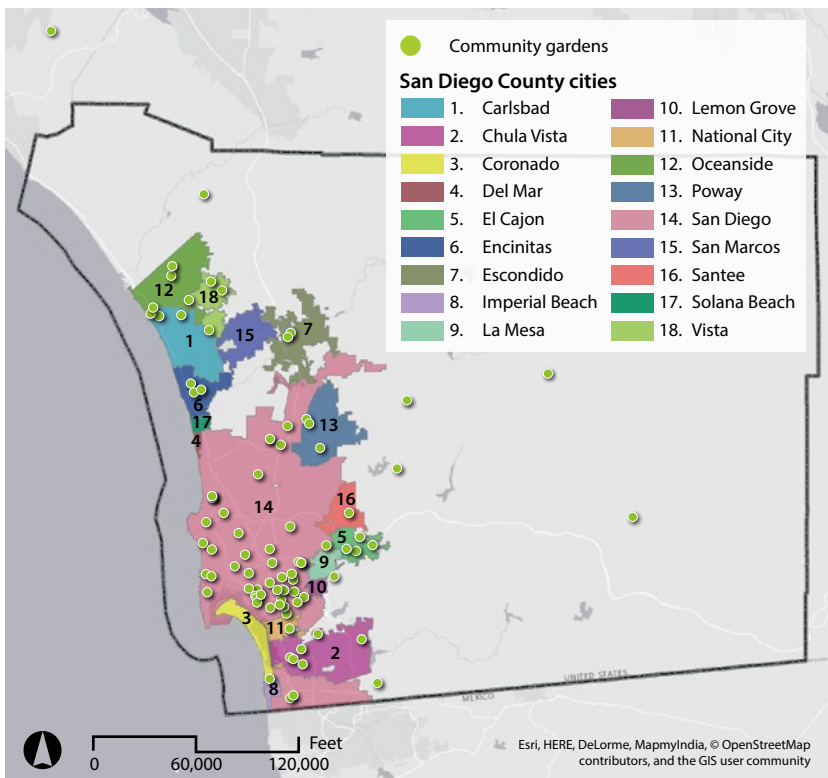 Community gardens
San Diego County cities
1. Carlsbad
2. Chula Vista
3. Coronado
4. Del Mar
5. El Cajon
6. Encinitas
7. Escondido
8. Imperial Beach
9. La Mesa
10. Lemon Grove
11. National City
12. Oceanside
13. Poway
14. San Diego
15. San Marcos
16. Santee
17. Solana Beach
18. Vista
12
18
1
15
7
6
17
4
13
14
16
5
9
10
3
11
2
8
UNITED STATES
MEXICO
Feet
0 60,000 120,000
Esri, HERE, DeLorme, MapmyIndia, © OpenStreetMap
contributors, and the GIS user community